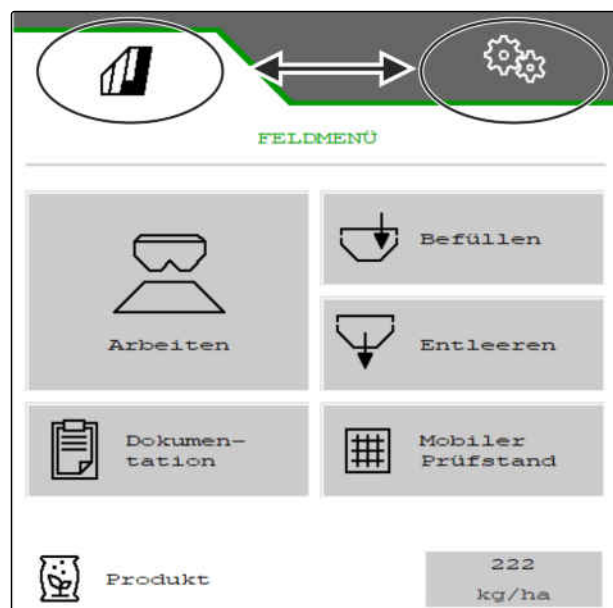 FELDMENÜ
Arbeiten
Befüllen
Entleeren
Dokumen-
tation
Mobiler
Prüfstand
Produkt
222
kg/ha